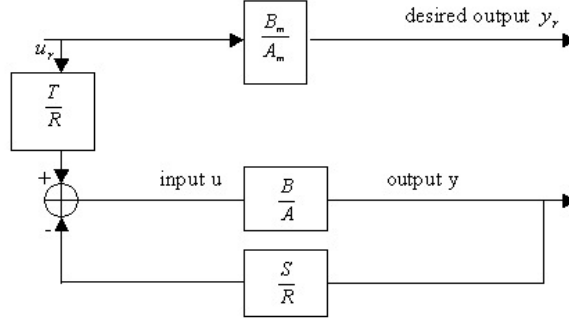 desired output y_r
u_r
B_m
A_m
T
R
+
input u
B
A
output y
-
S
R